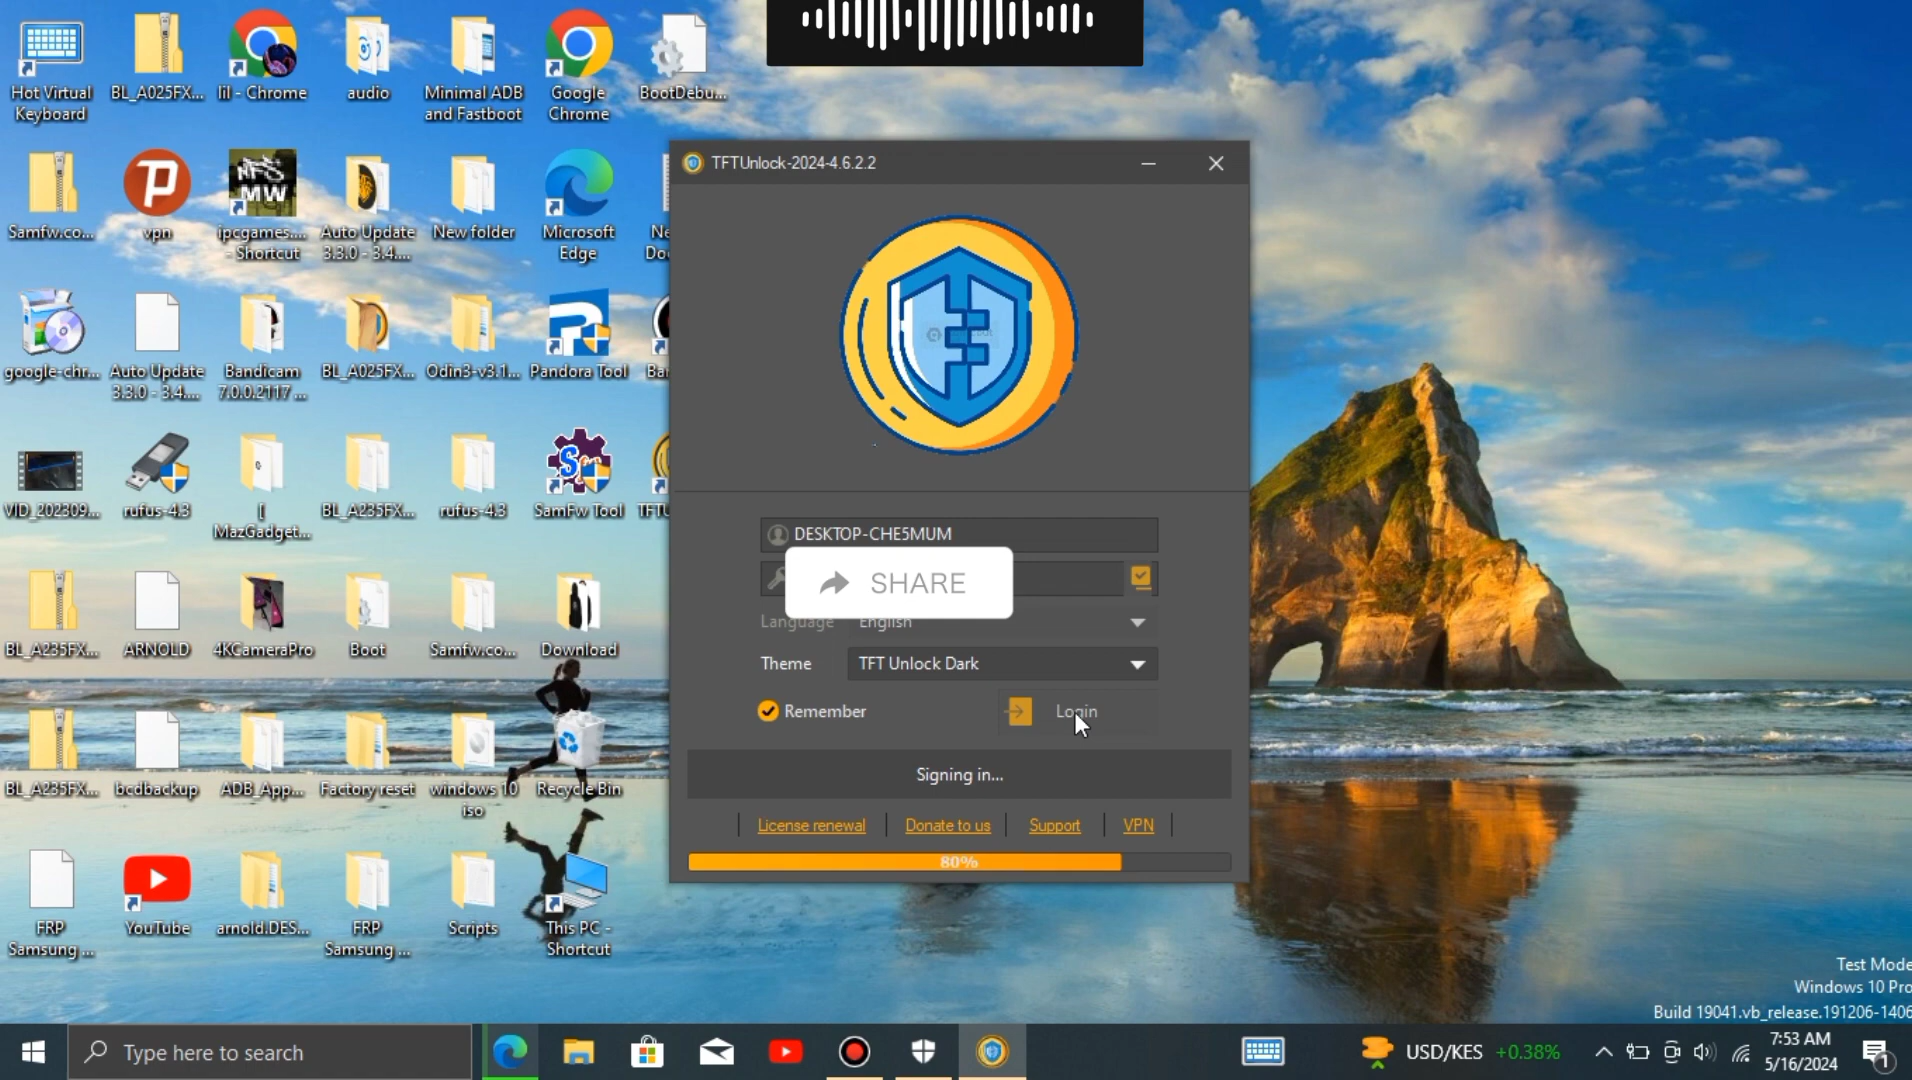 Hot Virtual
Keyboard
BL_A025FX...
lil - Chrome
audio
Minimal ADB
and Fastboot
Google
Chrome
BootDebu...
Samfw.co...
vpn
ipcgames....
- Shortcut
Auto Update
3.3.0 - 3.4....
New folder
Microsoft
Edge
google-chr...
Auto Update
3.3.0 - 3.4....
Bandicam
7.0.0.2117 ...
BL_A025FX...
Odin3-v3.1...
Pandora Tool
VID_202309...
rufus-4.3
[
MazGadget...
BL_A235FX...
rufus-4.3
SamFw Tool
BL_A235FX...
ARNOLD
4KCameraPro
Boot
Samfw.co...
Download
BL_A235FX...
bcdbackup
ADB_App...
Factory reset
windows 10
iso
Recycle Bin
FRP
Samsung ...
YouTube
arnold.DES...
FRP
Samsung ...
Scripts
This PC -
Shortcut
TFTUnlock-2024-4.6.2.2
DESKTOP-CHE5MUM
SHARE
Language English
Theme TFT Unlock Dark
Remember Login
Signing in...
License renewal Donate to us Support VPN
80%
Test Mode
Windows 10 Pro
Build 19041.vb_release.191206-1406
Type here to search
USD/KES +0.38%
7:53 AM
5/16/2024
1